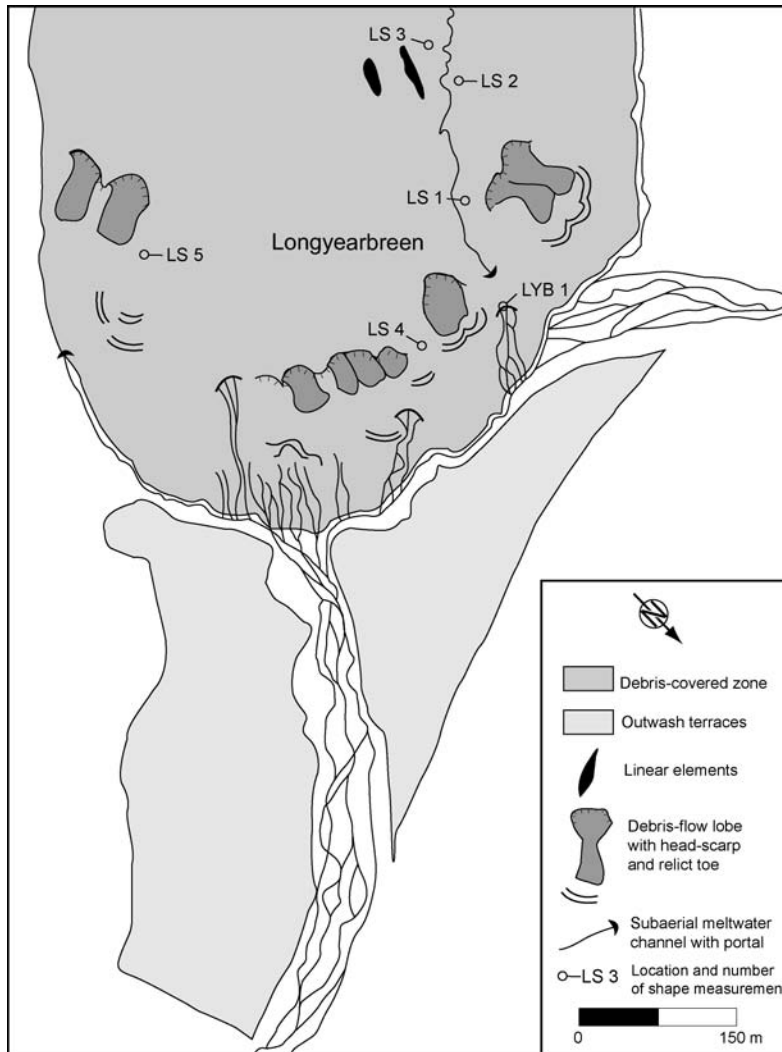 LS 3
LS 2
LS 1
Longyearbreen
LS 5
LYB 1
LS 4
N
Debris-covered zone
Outwash terraces
Linear elements
Debris-flow lobe
with head-scarp
and relict toe
Subaerial meltwater
channel with portal
LS 3
Location and number
of shape measuremen
0
150 m